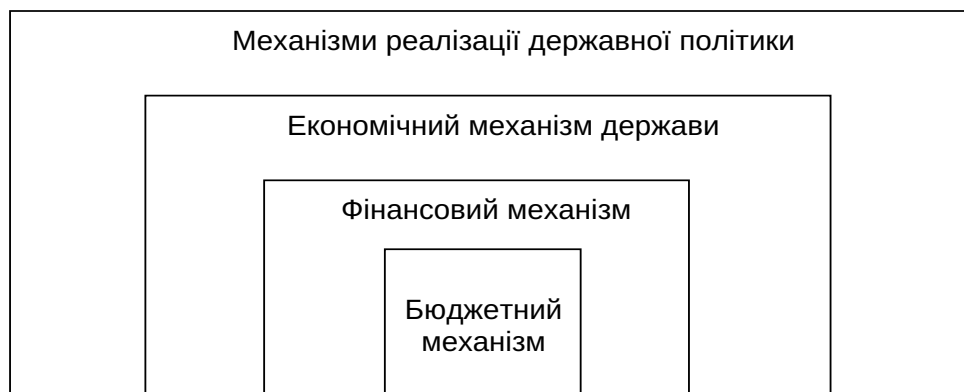 Механізми реалізації державної політики
Економічний механізм держави
Фінансовий механізм
Бюджетний
механізм